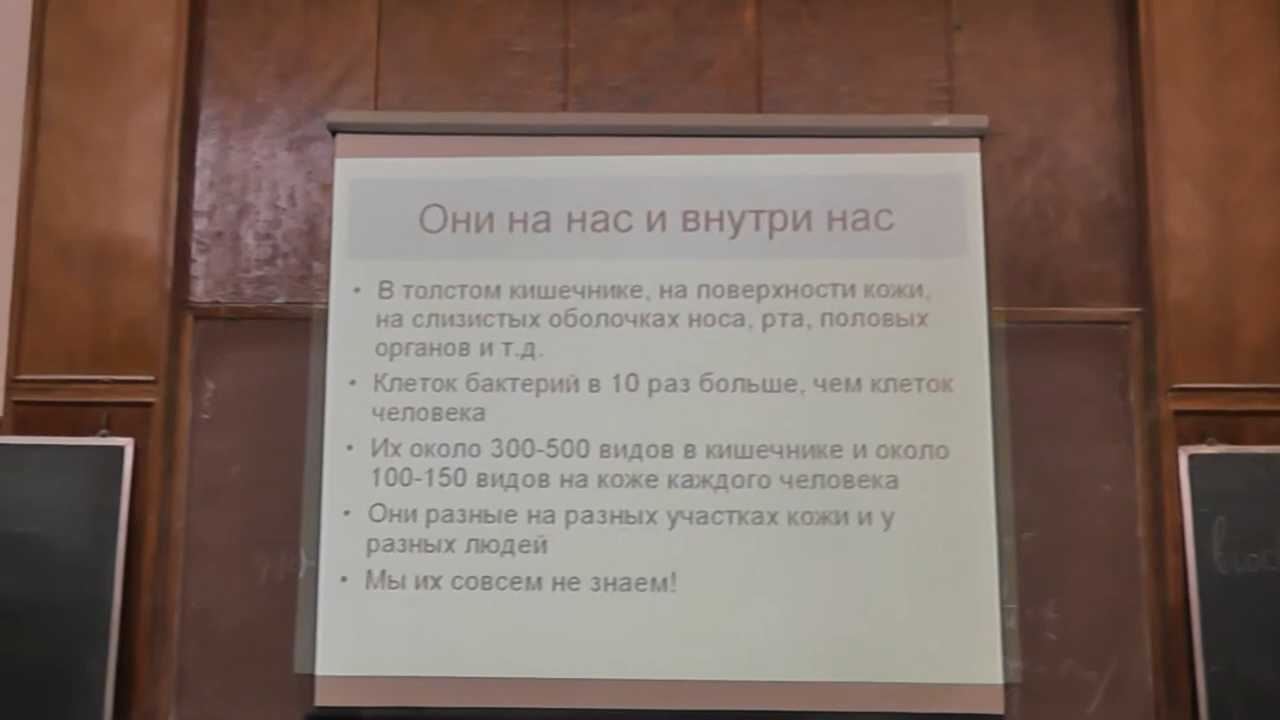 Они на нас и внутри нас
• В толстом кишечнике, на поверхности кожи,
на слизистых оболочках носа, рта, половых
органов и т.д.
• Клеток бактерий в 10 раз больше, чем клеток
человека
• Их около 300-500 видов в кишечнике и около
100-150 видов на коже каждого человека
• Они разные на разных участках кожи и у
разных людей
• Мы их совсем не знаем!